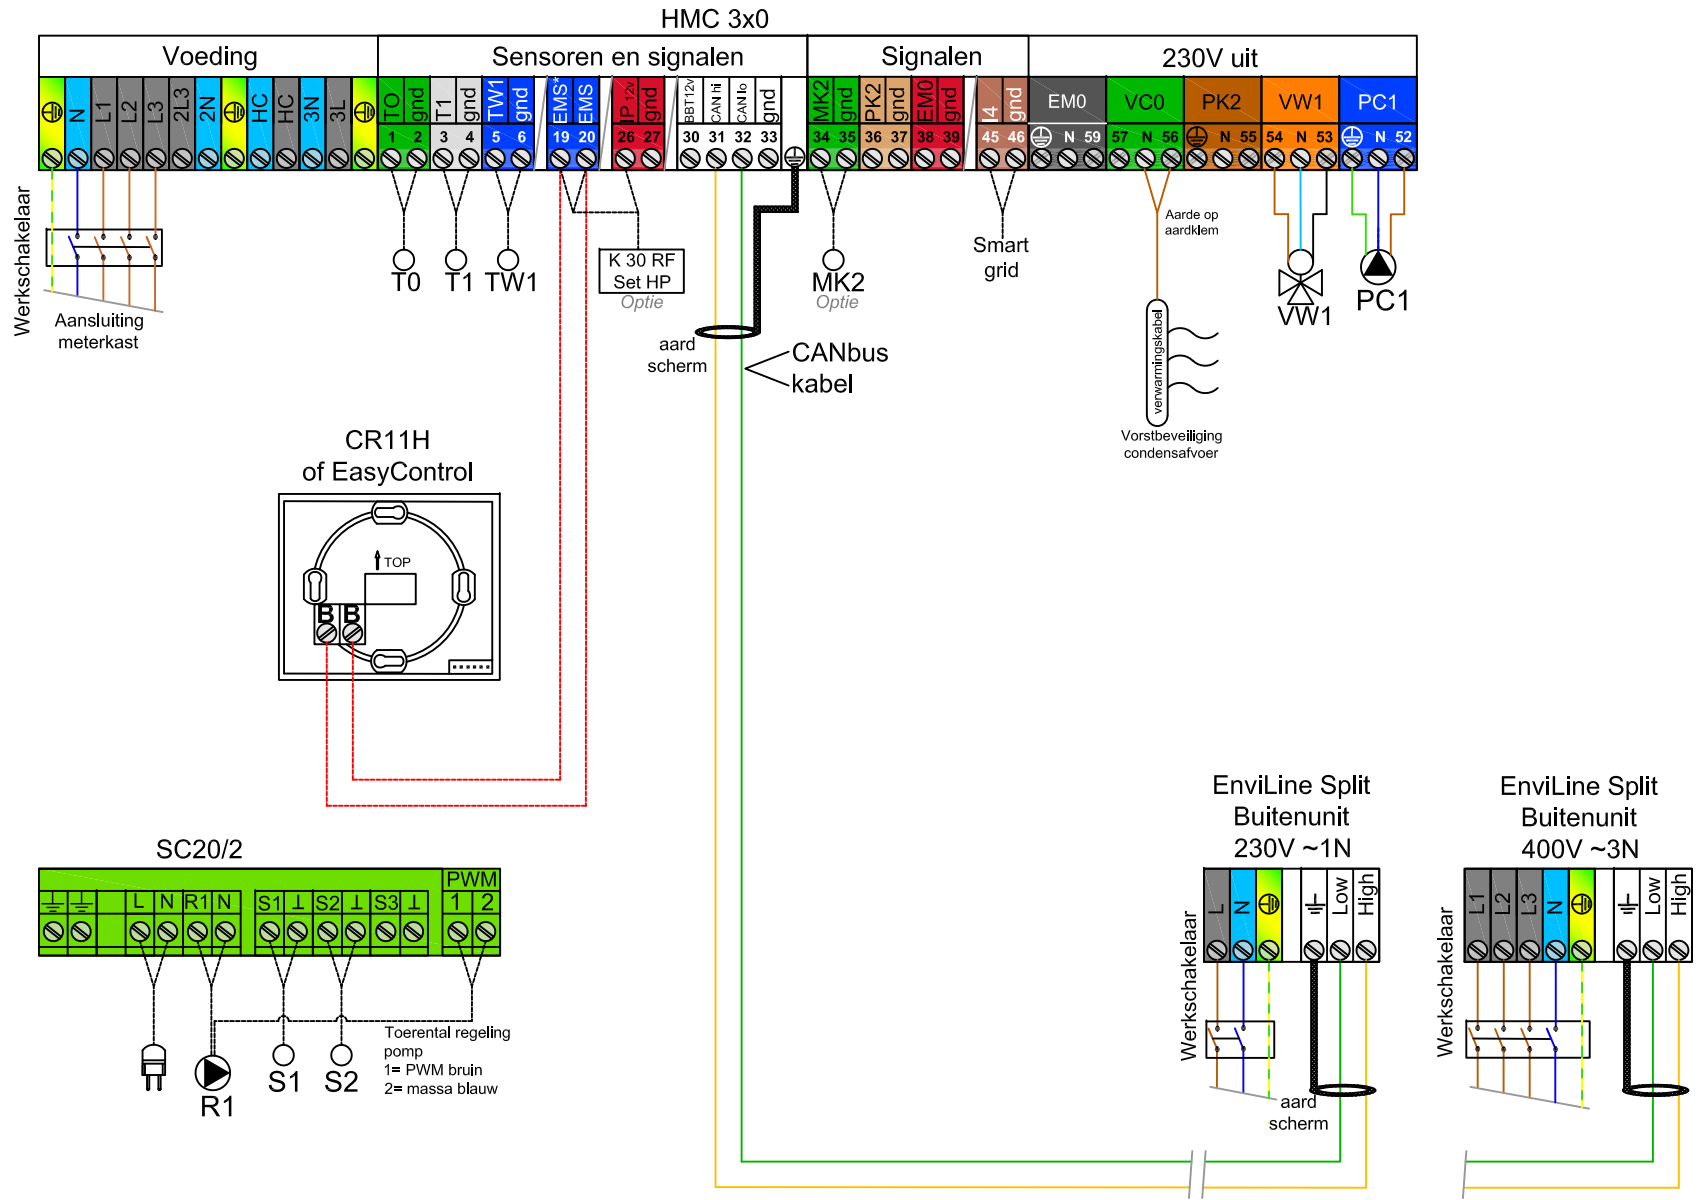 HMC 3x0
Voeding
Sensoren en signalen
Signalen
230V uit
N L1 L2 L3 2L3 2N HC HC 3N 3L
TO gnd T1 gnd TW1 gnd EMS* EMS IP 12v gnd BBT12v CAN hi CAN lo gnd
MK2 gnd PK2 gnd EM0 gnd I4 gnd
EM0 VC0 PK2 VW1 PC1
1 2 3 4 5 6 19 20 26 27 30 31 32 33 34 35 36 37 38 39 45 46 N 59 57 N 56 N 55 54 N 53 N 52
Werkschakelaar
Aansluiting
meterkast
T0
T1
TW1
K 30 RF
Set HP
Optie
MK2
Optie
Smart
grid
Aarde op
aardklem
verwarmingskabel
Vorstbeveiliging
condensafvoer
VW1
PC1
aard
scherm
CANbus
kabel
CR11H
of EasyControl
TOP
B B
SC20/2
PWM
L N R1 N S1 ⊥ S2 ⊥ S3 ⊥ 1 2
R1
S1
S2
Toerental regeling
pomp
1= PWM bruin
2= massa blauw
EnviLine Split
Buitenunit
230V ~1N
L N Low High
Werkschakelaar
aard
scherm
EnviLine Split
Buitenunit
400V ~3N
L1 L2 L3 N Low High
Werkschakelaar